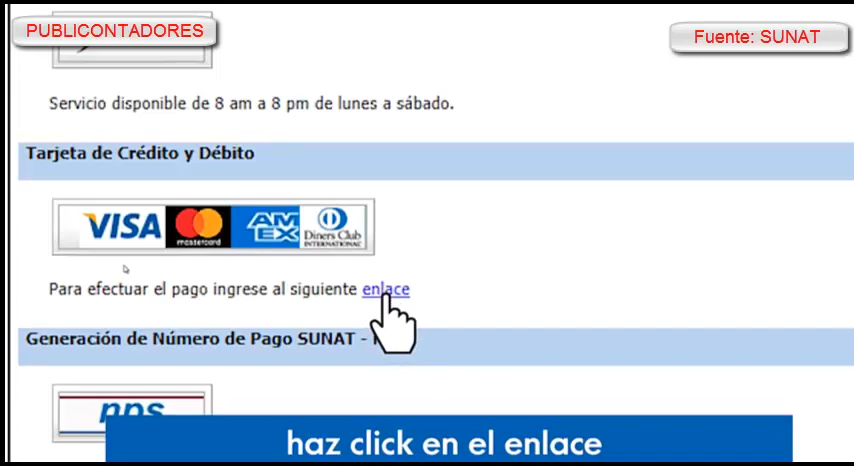 PUBLICONTADORES
Fuente: SUNAT
Servicio disponible de 8 am a 8 pm de lunes a sábado.
Tarjeta de Crédito y Débito
VISA mastercard AMEX Diners Club INTERNATIONAL
Para efectuar el pago ingrese al siguiente enlace
Generación de Número de Pago SUNAT -
nps
haz click en el enlace